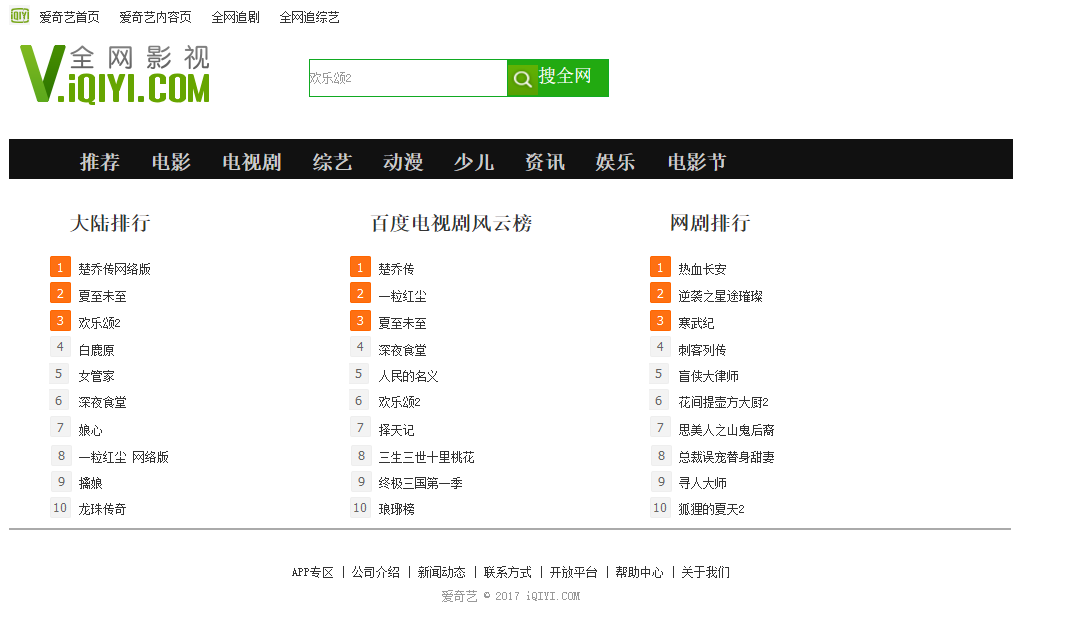 iQIYI 爱奇艺首页 爱奇艺内容页 全网追剧 全网追综艺
全网影视
V.iQIYI.COM
欢乐颂2 搜全网
推荐 电影 电视剧 综艺 动漫 少儿 资讯 娱乐 电影节
大陆排行
1 楚乔传网络版
2 夏至未至
3 欢乐颂2
4 白鹿原
5 女管家
6 深夜食堂
7 娘心
8 一粒红尘 网络版
9 擒娘
10 龙珠传奇
百度电视剧风云榜
1 楚乔传
2 一粒红尘
3 夏至未至
4 深夜食堂
5 人民的名义
6 欢乐颂2
7 择天记
8 三生三世十里桃花
9 终极三国第一季
10 琅琊榜
网剧排行
1 热血长安
2 逆袭之星途璀璨
3 寒武纪
4 刺客列传
5 盲侠大律师
6 花间提壶方大厨2
7 思美人之山鬼后裔
8 总裁误宠替身甜妻
9 寻人大师
10 狐狸的夏天2
APP专区 | 公司介绍 | 新闻动态 | 联系方式 | 开放平台 | 帮助中心 | 关于我们
爱奇艺 © 2017 iQIYI.COM